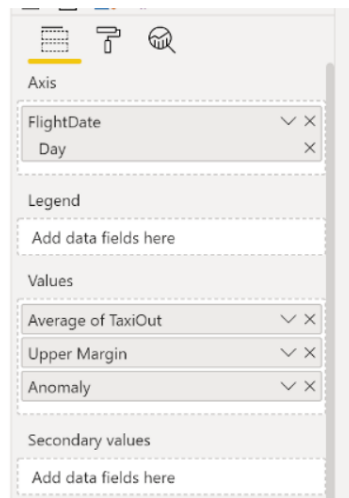 Axis
FlightDate
Day
Legend
Add data fields here
Values
Average of TaxiOut
Upper Margin
Anomaly
Secondary values
Add data fields here